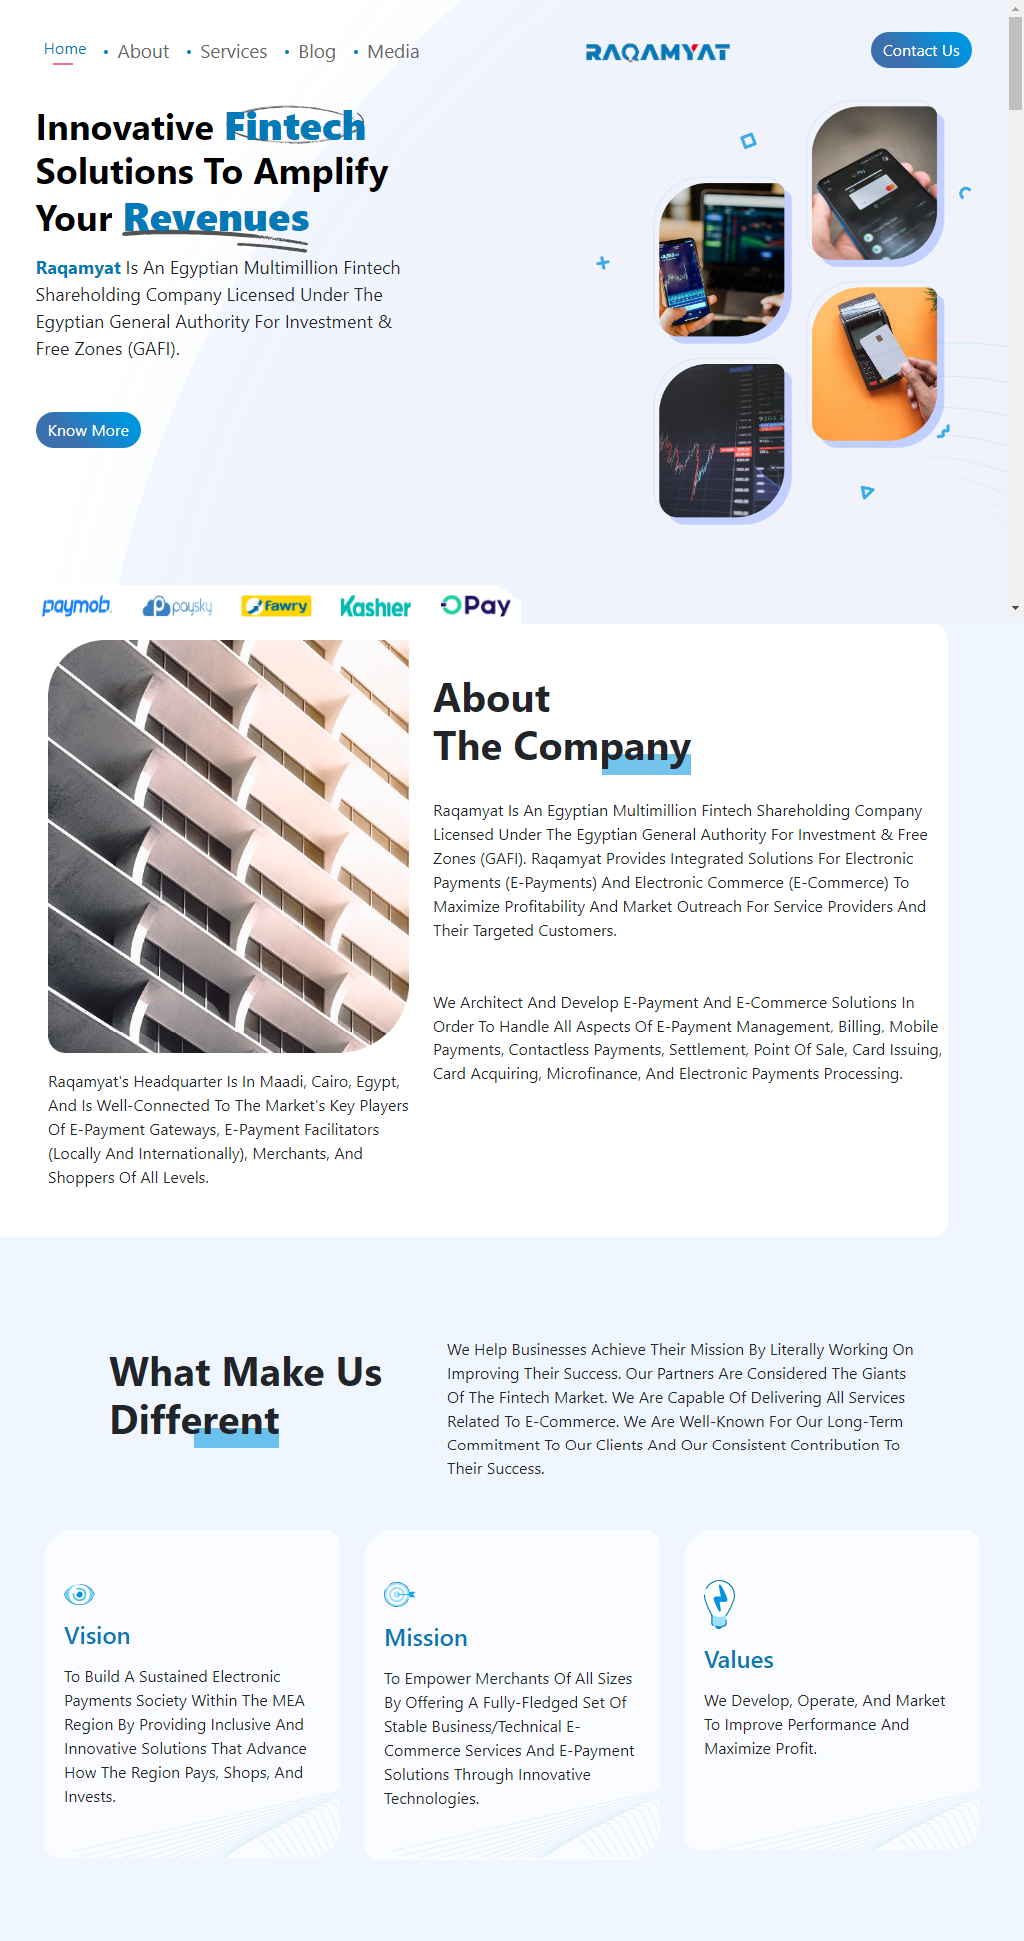 Home
About
Services
Blog
Media
RAQAMYAT
Contact Us
Innovative Fintech
Solutions To Amplify
Your Revenues
Raqamyat Is An Egyptian Multimillion Fintech
Shareholding Company Licensed Under The
Egyptian General Authority For Investment &
Free Zones (GAFI).
Know More
Pay
paymob
paysky
fawry
Kashier
OPay
About
The Company
Raqamyat Is An Egyptian Multimillion Fintech Shareholding Company
Licensed Under The Egyptian General Authority For Investment & Free
Zones (GAFI). Raqamyat Provides Integrated Solutions For Electronic
Payments (E-Payments) And Electronic Commerce (E-Commerce) To
Maximize Profitability And Market Outreach For Service Providers And
Their Targeted Customers.
We Architect And Develop E-Payment And E-Commerce Solutions In
Order To Handle All Aspects Of E-Payment Management, Billing, Mobile
Payments, Contactless Payments, Settlement, Point Of Sale, Card Issuing,
Card Acquiring, Microfinance, And Electronic Payments Processing.
Raqamyat's Headquarter Is In Maadi, Cairo, Egypt,
And Is Well-Connected To The Market's Key Players
Of E-Payment Gateways, E-Payment Facilitators
(Locally And Internationally), Merchants, And
Shoppers Of All Levels.
What Make Us
Different
We Help Businesses Achieve Their Mission By Literally Working On
Improving Their Success. Our Partners Are Considered The Giants
Of The Fintech Market. We Are Capable Of Delivering All Services
Related To E-Commerce. We Are Well-Known For Our Long-Term
Commitment To Our Clients And Our Consistent Contribution To
Their Success.
Vision
To Build A Sustained Electronic
Payments Society Within The MEA
Region By Providing Inclusive And
Innovative Solutions That Advance
How The Region Pays, Shops, And
Invests.
Mission
To Empower Merchants Of All Sizes
By Offering A Fully-Fledged Set Of
Stable Business/Technical E-
Commerce Services And E-Payment
Solutions Through Innovative
Technologies.
Values
We Develop, Operate, And Market
To Improve Performance And
Maximize Profit.